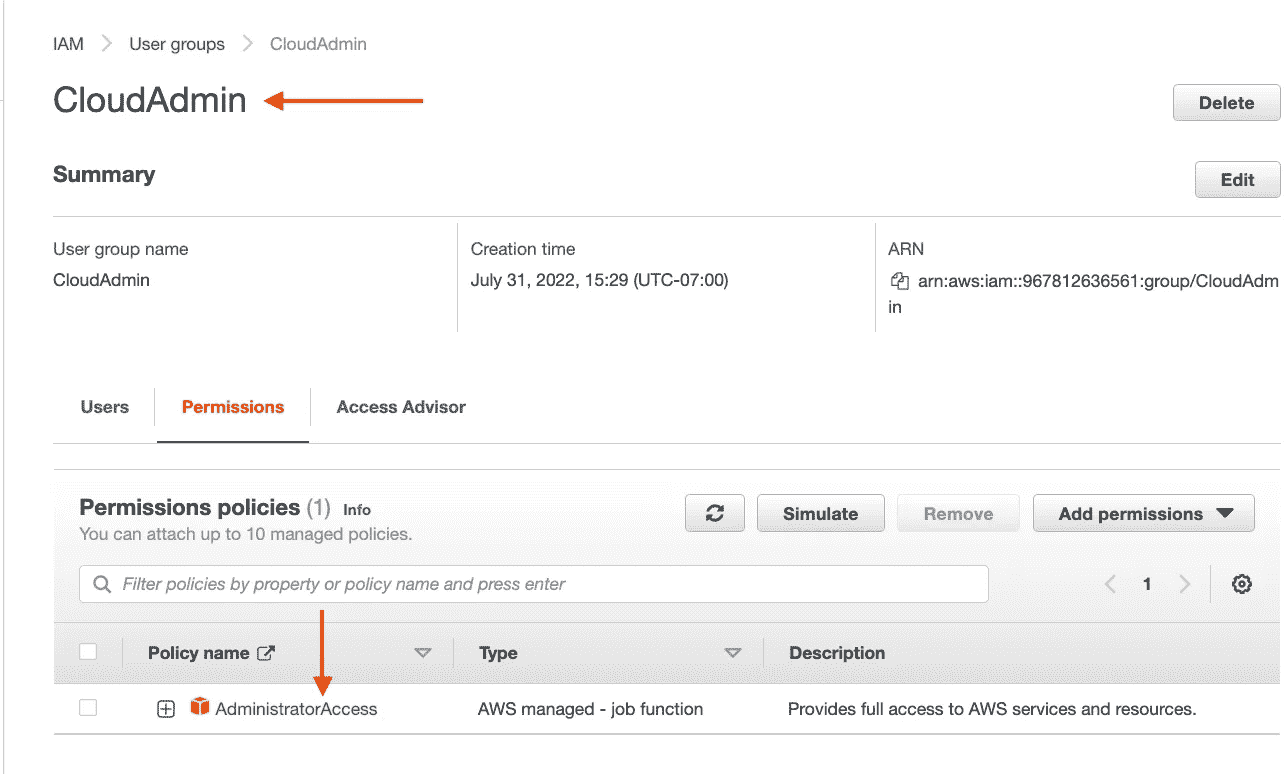 IAM User groups CloudAdmin
CloudAdmin
Delete
Summary
Edit
User group name
CloudAdmin
Creation time
July 31, 2022, 15:29 (UTC-07:00)
ARN
arn:aws:iam::967812636561:group/CloudAdm
in
Users Permissions Access Advisor
Permissions policies (1) Info
You can attach up to 10 managed policies.
Simulate Remove Add permissions
Filter policies by property or policy name and press enter
1
Policy name Type Description
AdministratorAccess AWS managed - job function Provides full access to AWS services and resources.